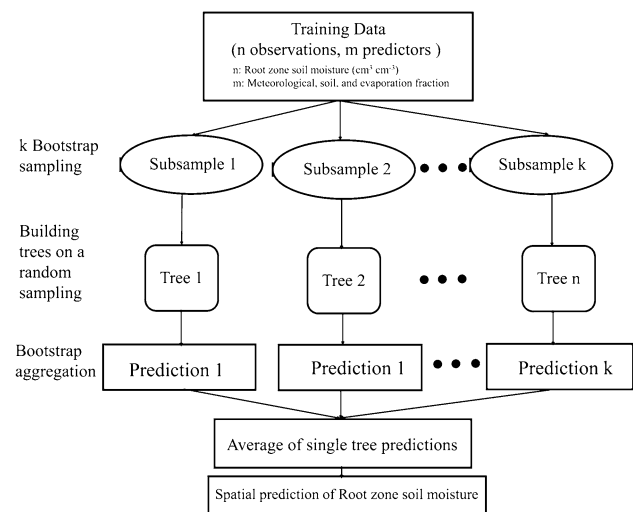 Training Data
(n observations, m predictors )
n: Root zone soil moisture (cm³ cm⁻³)
m: Meteorological, soil, and evaporation fraction
k Bootstrap
sampling
Subsample 1
Subsample 2
Subsample k
Building
trees on a
random
sampling
Tree 1
Tree 2
Tree n
Bootstrap
aggregation
Prediction 1
Prediction 1
Prediction k
Average of single tree predictions
Spatial prediction of Root zone soil moisture